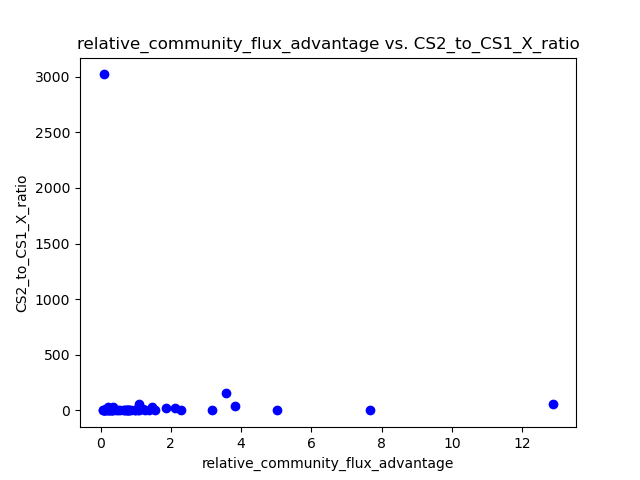 relative_community_flux_advantage vs. CS2_to_CS1_X_ratio
3000
2500
2000
1500
1000
500
0
CS2_to_CS1_X_ratio
0 2 4 6 8 10 12
relative_community_flux_advantage